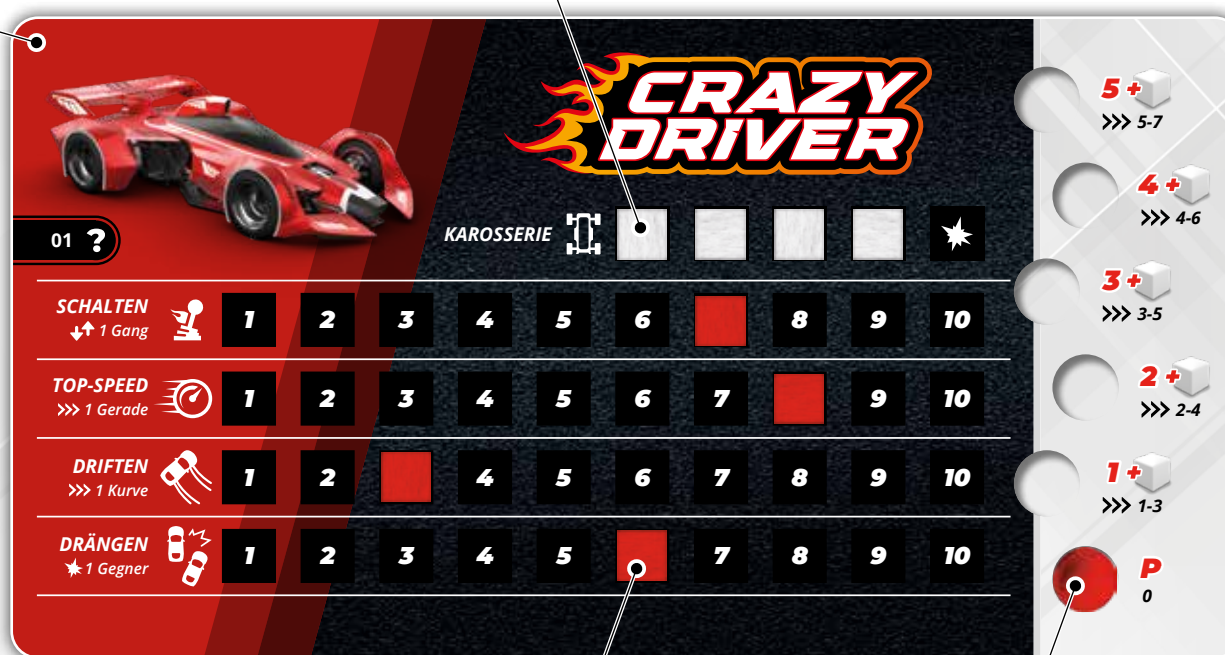 CRAZY
DRIVER
01 ?
KAROSSERIE
SCHALTEN
1 Gang
1 2 3 4 5 6 8 9 10
TOP-SPEED
>>> 1 Gerade
1 2 3 4 5 6 7 9 10
DRIFTEN
>>> 1 Kurve
1 2 4 5 6 7 8 9 10
DRÄNGEN
1 Gegner
1 2 3 4 5 7 8 9 10
5 +
>>> 5-7
4 +
>>> 4-6
3 +
>>> 3-5
2 +
>>> 2-4
1 +
>>> 1-3
P
0